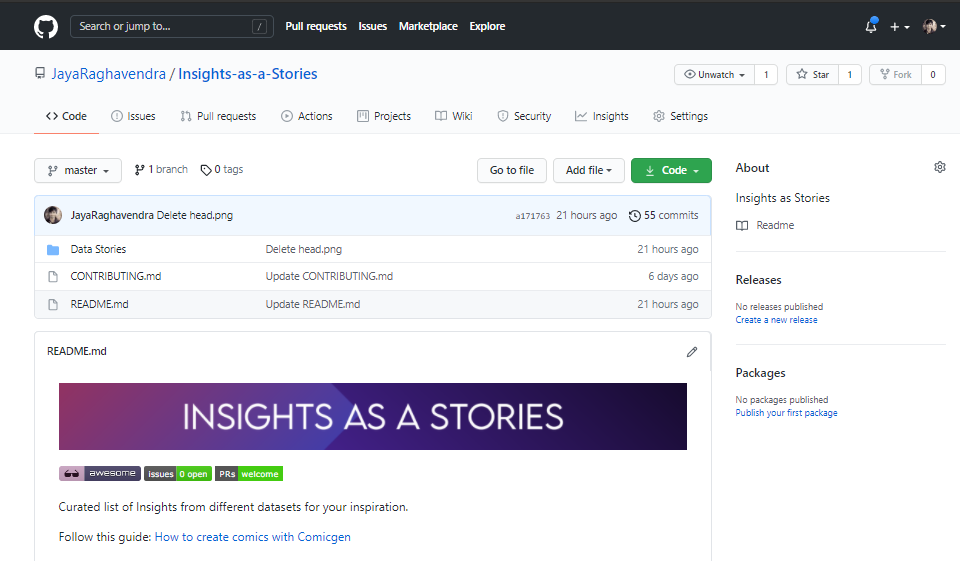 Search or jump to... /
Pull requests Issues Marketplace Explore
JayaRaghavendra / Insights-as-a-Stories
Unwatch 1 Star 1 Fork 0
Code Issues Pull requests Actions Projects Wiki Security Insights Settings
master 1 branch 0 tags Go to file Add file Code
JayaRaghavendra Delete head.png a171763 21 hours ago 55 commits
Data Stories Delete head.png 21 hours ago
CONTRIBUTING.md Update CONTRIBUTING.md 6 days ago
README.md Update README.md 21 hours ago
README.md
INSIGHTS AS A STORIES
awesome issues 0 open PRs welcome
Curated list of Insights from different datasets for your inspiration.
Follow this guide: How to create comics with Comicgen
About
Insights as Stories
Readme
Releases
No releases published
Create a new release
Packages
No packages published
Publish your first package